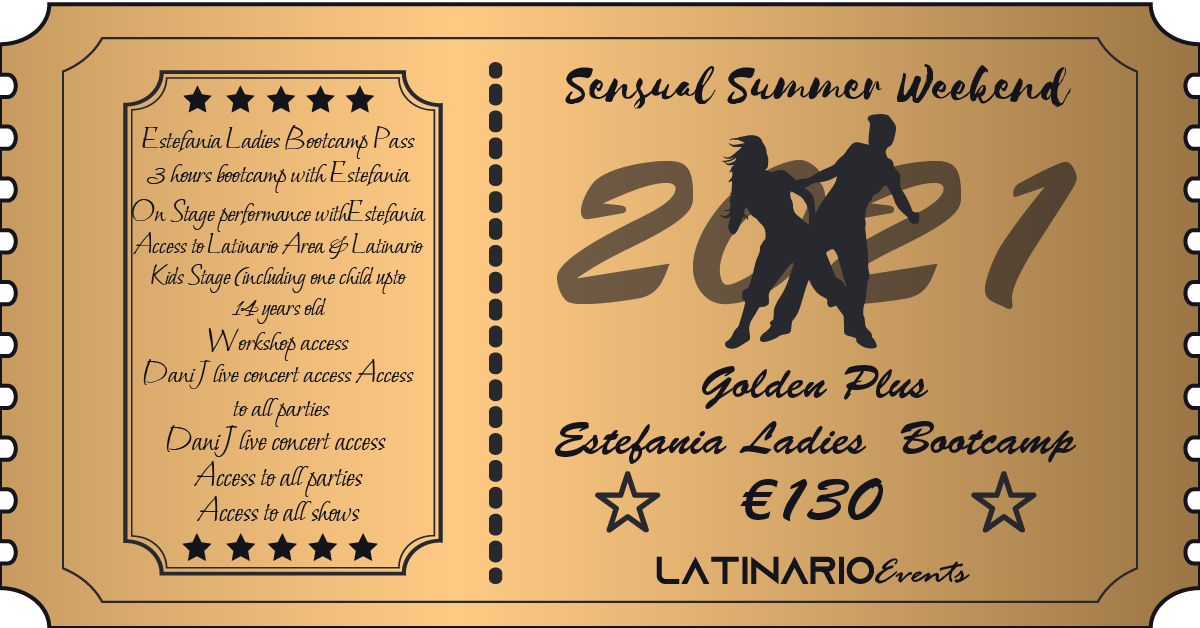 Estefania Ladies Bootcamp Pass
3 hours bootcamp with Estefania
On Stage performance withEstefania
Access to Latinario Area & Latinario
Kids Stage (including one child upto
14 years old
Workshop access
Dani J live concert access Access
to all parties
Dani J live concert access
Access to all parties
Access to all shows
Sensual Summer Weekend
2021
Golden Plus
Estefania Ladies Bootcamp
€130
LATINARIO Events